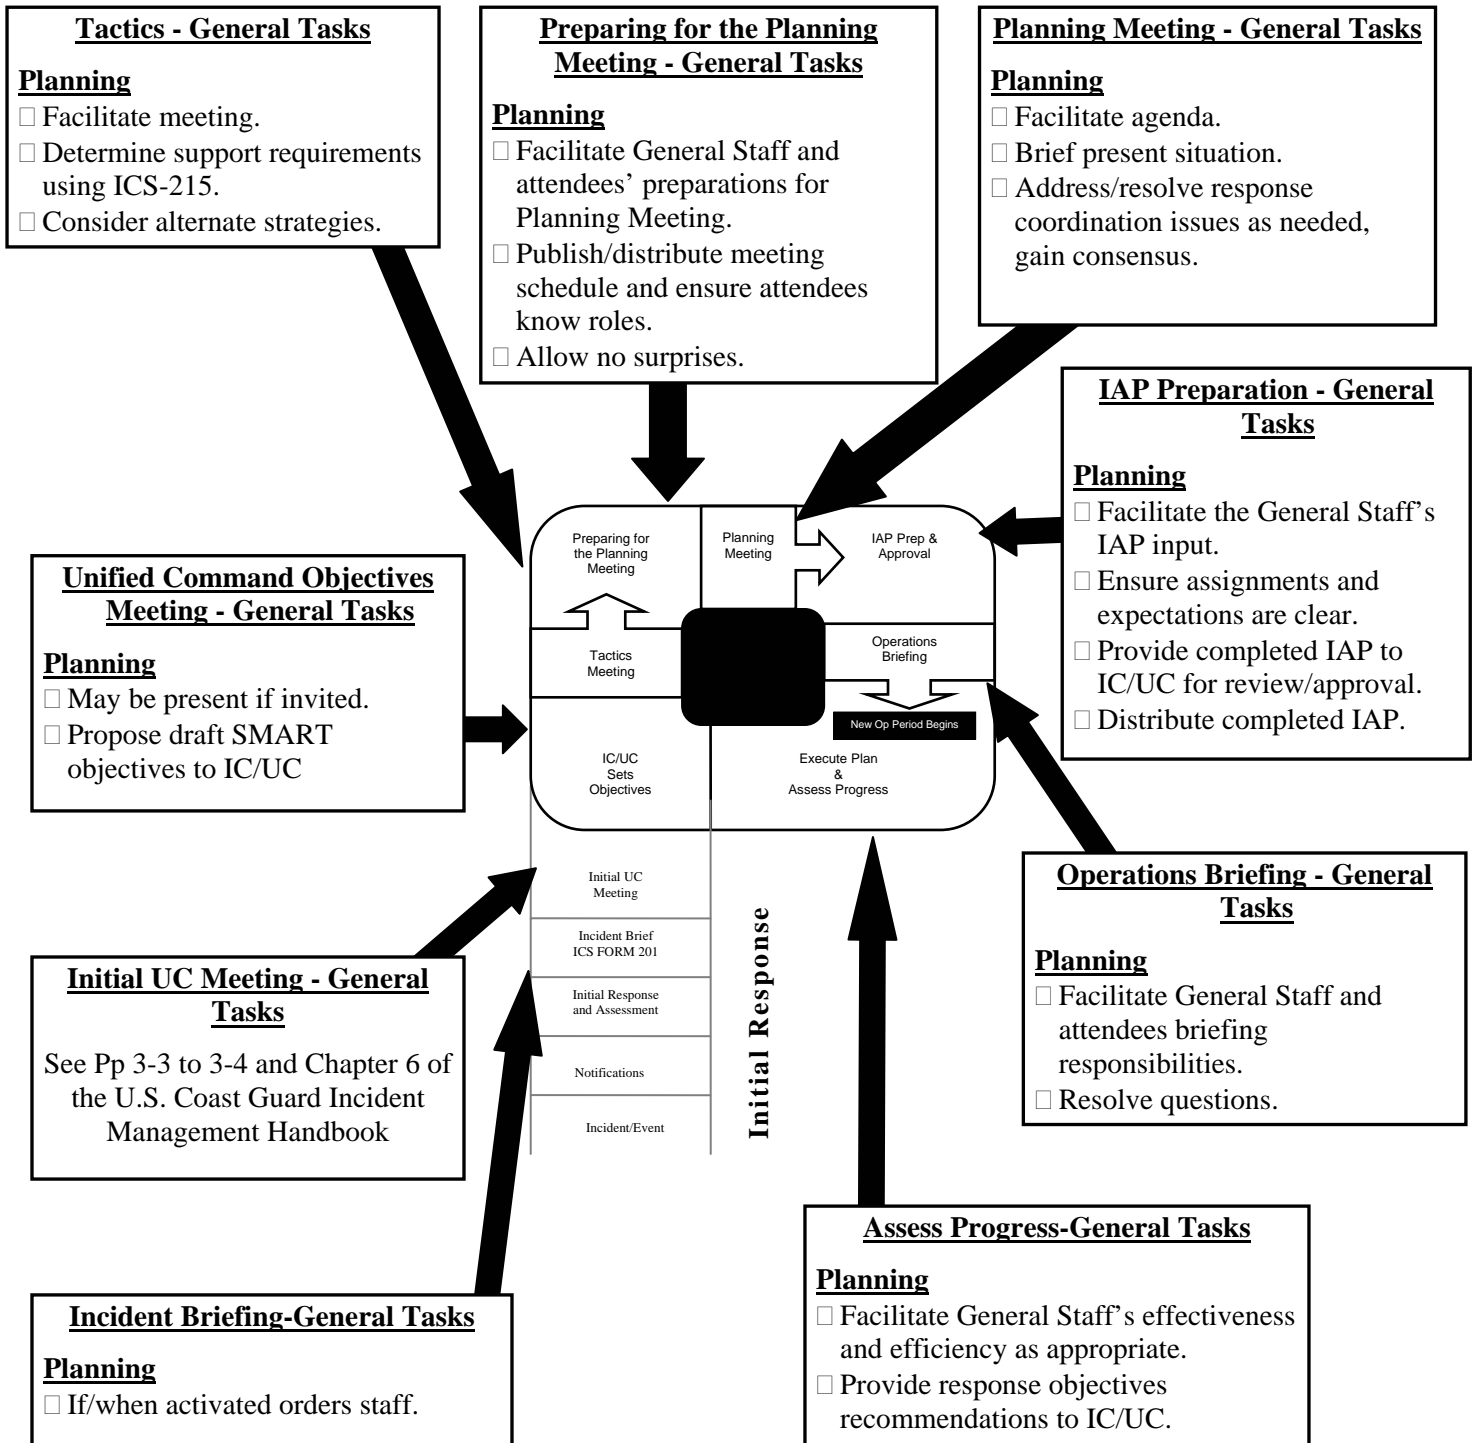 Tactics - General Tasks
Planning
□ Facilitate meeting.
□ Determine support requirements
using ICS-215.
□ Consider alternate strategies.
Preparing for the Planning
Meeting - General Tasks
Planning
□ Facilitate General Staff and
attendees’ preparations for
Planning Meeting.
□ Publish/distribute meeting
schedule and ensure attendees
know roles.
□ Allow no surprises.
Planning Meeting - General Tasks
Planning
□ Facilitate agenda.
□ Brief present situation.
□ Address/resolve response
coordination issues as needed,
gain consensus.
IAP Preparation - General
Tasks
Planning
□ Facilitate the General Staff’s
IAP input.
□ Ensure assignments and
expectations are clear.
□ Provide completed IAP to
IC/UC for review/approval.
□ Distribute completed IAP.
Unified Command Objectives
Meeting - General Tasks
Planning
□ May be present if invited.
□ Propose draft SMART
objectives to IC/UC
Preparing for
the Planning
Meeting
Planning
Meeting
IAP Prep &
Approval
Tactics
Meeting
Operations
Briefing
New Op Period Begins
IC/UC
Sets
Objectives
Execute Plan
&
Assess Progress
Initial UC
Meeting
Incident Brief
ICS FORM 201
Initial Response
and Assessment
Notifications
Incident/Event
Initial Response
Operations Briefing - General
Tasks
Planning
□ Facilitate General Staff and
attendees briefing
responsibilities.
□ Resolve questions.
Initial UC Meeting - General
Tasks
See Pp 3-3 to 3-4 and Chapter 6 of
the U.S. Coast Guard Incident
Management Handbook
Assess Progress-General Tasks
Planning
□ Facilitate General Staff’s effectiveness
and efficiency as appropriate.
□ Provide response objectives
recommendations to IC/UC.
Incident Briefing-General Tasks
Planning
□ If/when activated orders staff.